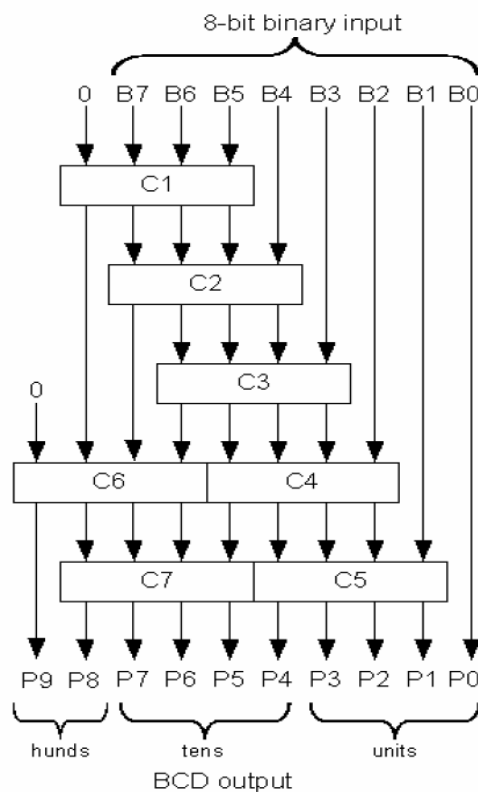 8-bit binary input
0 B7 B6 B5 B4 B3 B2 B1 B0
C1
C2
C3
0
C6 C4
C7 C5
P9 P8 P7 P6 P5 P4 P3 P2 P1 P0
hunds tens units
BCD output